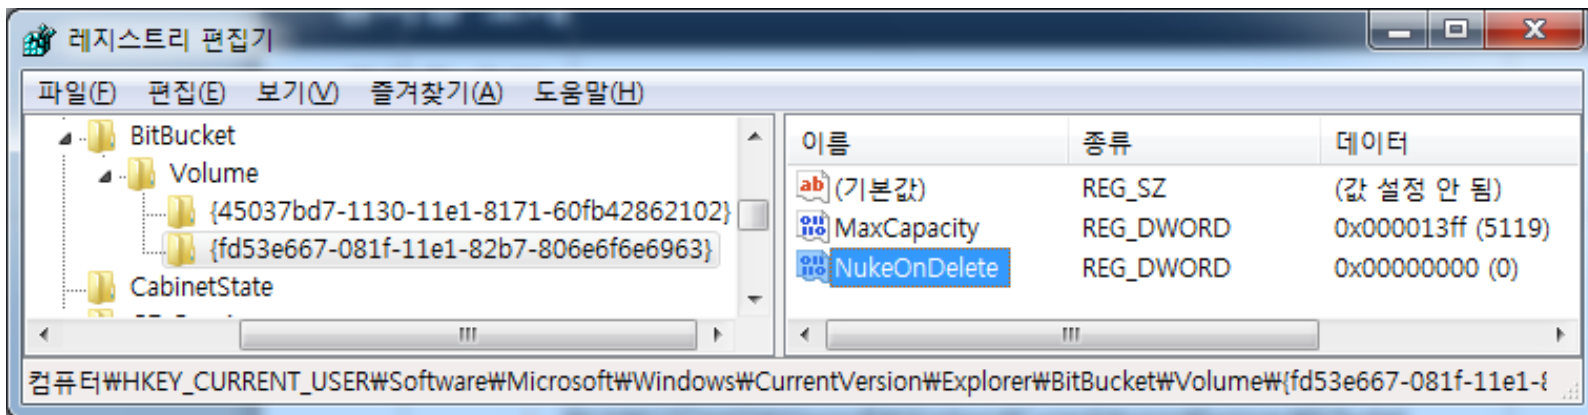 레지스트리 편집기
파일(F) 편집(E) 보기(V) 즐겨찾기(A) 도움말(H)
BitBucket
Volume
{45037bd7-1130-11e1-8171-60fb42862102}
{fd53e667-081f-11e1-82b7-806e6f6e6963}
CabinetState
이름 종류 데이터
(기본값) REG_SZ (값 설정 안 됨)
MaxCapacity REG_DWORD 0x000013ff (5119)
NukeOnDelete REG_DWORD 0x00000000 (0)
컴퓨터₩HKEY_CURRENT_USER₩Software₩Microsoft₩Windows₩CurrentVersion₩Explorer₩BitBucket₩Volume₩{fd53e667-081f-11e1-8